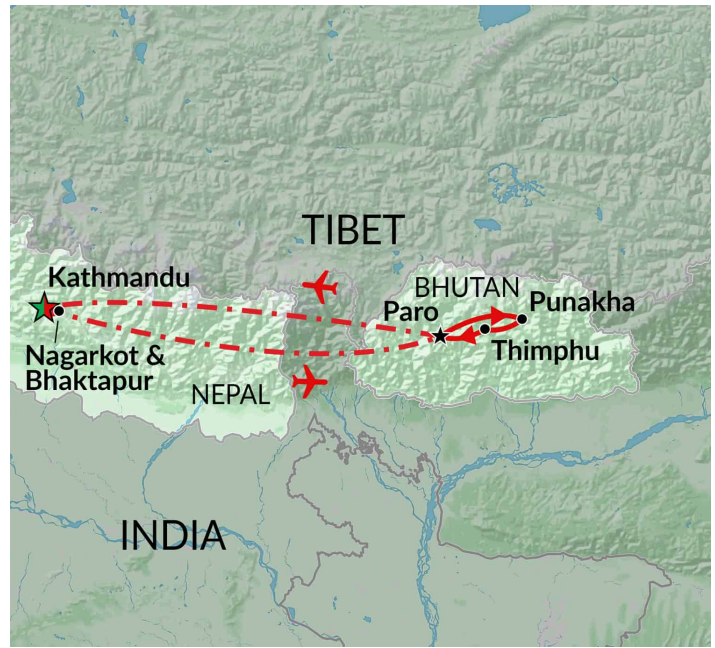 TIBET
Kathmandu
BHUTAN
Punakha
Paro
Nagarkot &
Bhaktapur
Thimphu
NEPAL
INDIA